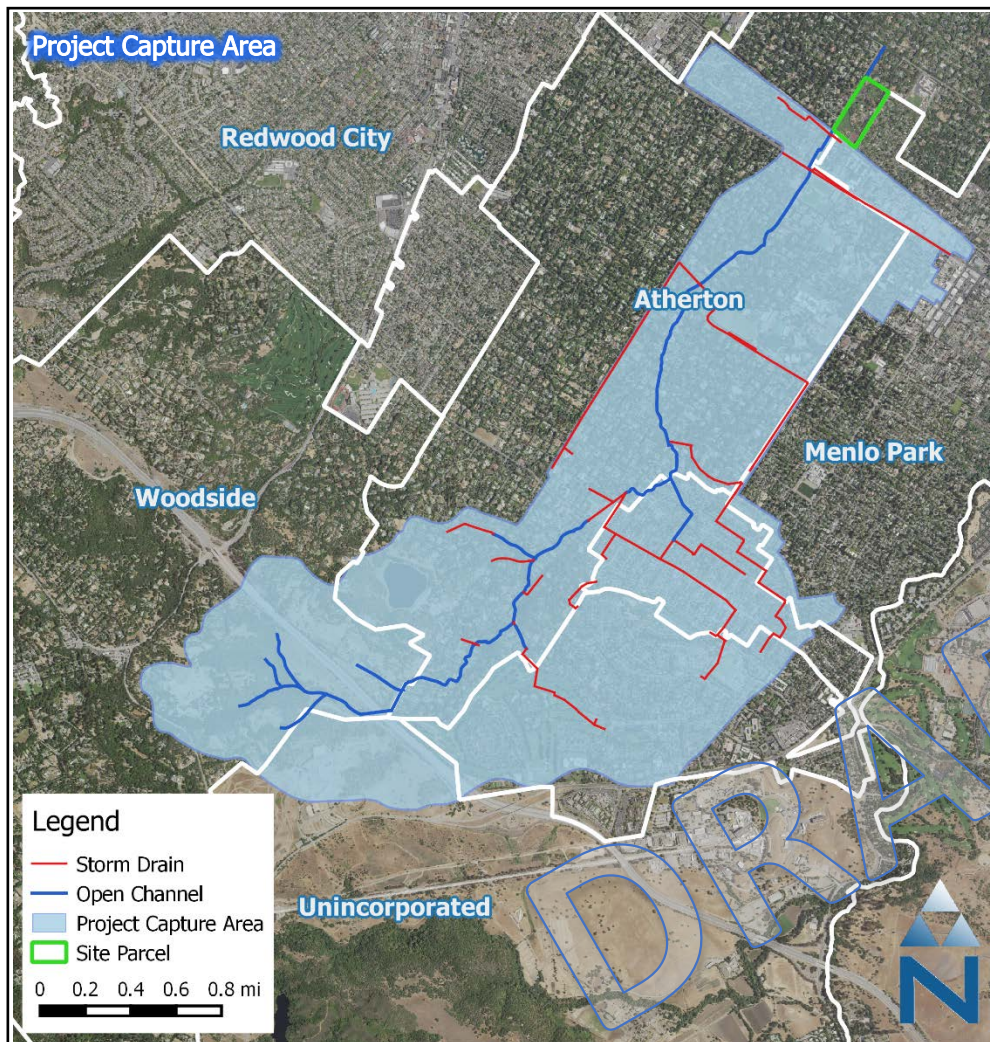 Project Capture Area
Redwood City
Atherton
Menlo Park
Woodside
Unincorporated
Legend
Storm Drain
Open Channel
Project Capture Area
Site Parcel
0 0.2 0.4 0.6 0.8 mi
DRAF
N